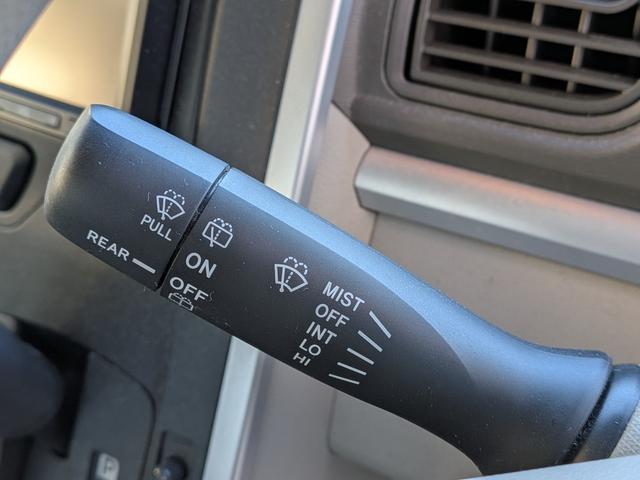 PULL
REAR
ON
OFF
MIST
OFF
INT
LO
HI
P